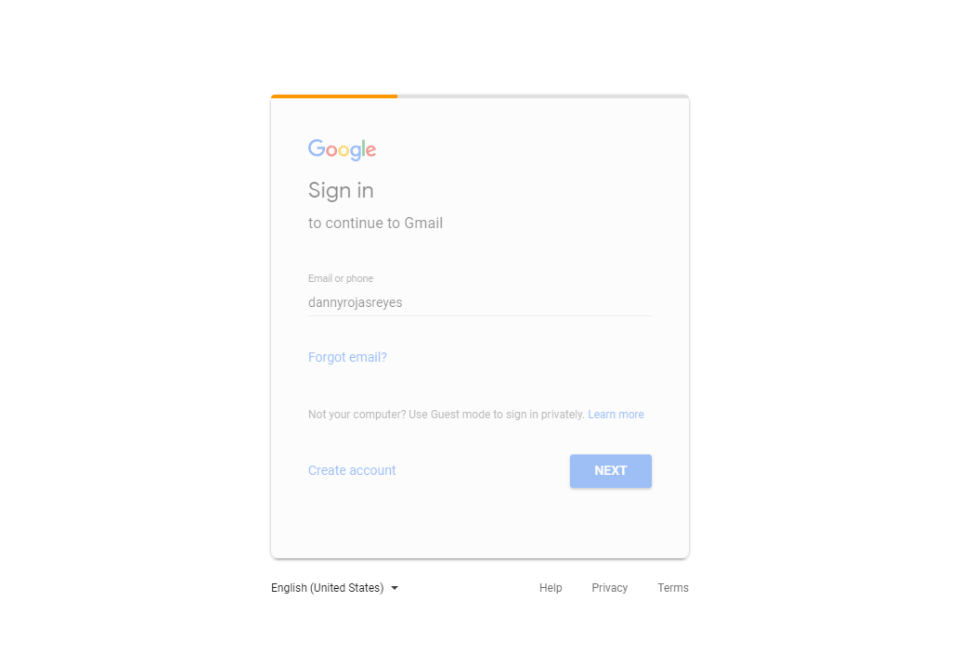 Google
Sign in
to continue to Gmail
Email or phone
dannyrojasreyes
Forgot email?
Not your computer? Use Guest mode to sign in privately. Learn more
Create account NEXT
English (United States) Help Privacy Terms